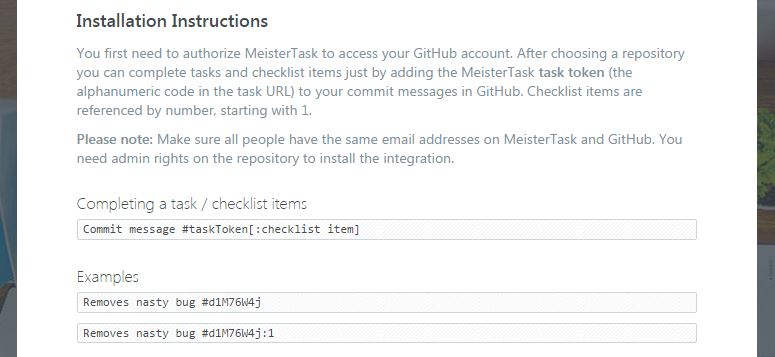 Installation Instructions
You first need to authorize MeisterTask to access your GitHub account. After choosing a repository
you can complete tasks and checklist items just by adding the MeisterTask task token (the
alphanumeric code in the task URL) to your commit messages in GitHub. Checklist items are
referenced by number, starting with 1.
Please note: Make sure all people have the same email addresses on MeisterTask and GitHub. You
need admin rights on the repository to install the integration.
Completing a task / checklist items
Commit message #taskToken[:checklist item]
Examples
Removes nasty bug #d1M76W4j
Removes nasty bug #d1M76W4j:1